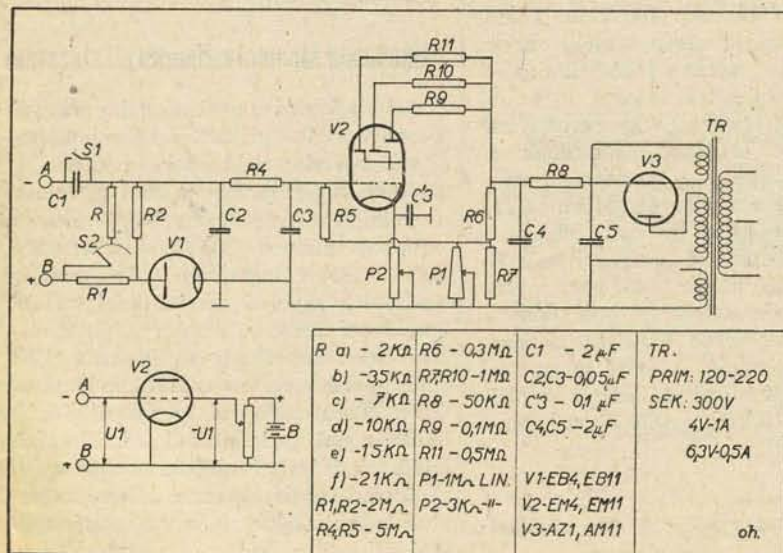 R11
R10
R9
V2
TR
A
S1
-
C1
R4
R8
V3
R
R2
C2
C3
R5
C'3
R6
C4
C5
S2
V1
B
+
R1
P2
P1
R7
V2
-
A
+
U1
-U1
B
B
+
-
R a) - 2KΩ R6 - 0,3MΩ C1 - 2µF TR.
b) - 3,5KΩ R7,R10 - 1MΩ C2,C3 - 0,05µF PRIM: 120-220
c) - 7KΩ R8 - 50KΩ C'3 - 0,1 µF SEK: 300V
d) - 10KΩ R9 - 0,1MΩ C4,C5 - 2µF 4V-1A
e) - 15KΩ R11 - 0,5MΩ 6,3V-0,5A
f) - 21KΩ P1-1MΩ LIN. V1-EB4, EB11
R1,R2-2MΩ P2-3KΩ -"- V2-EM4, EM11
R4,R5 - 5MΩ V3-AZ1, AM11 oh.